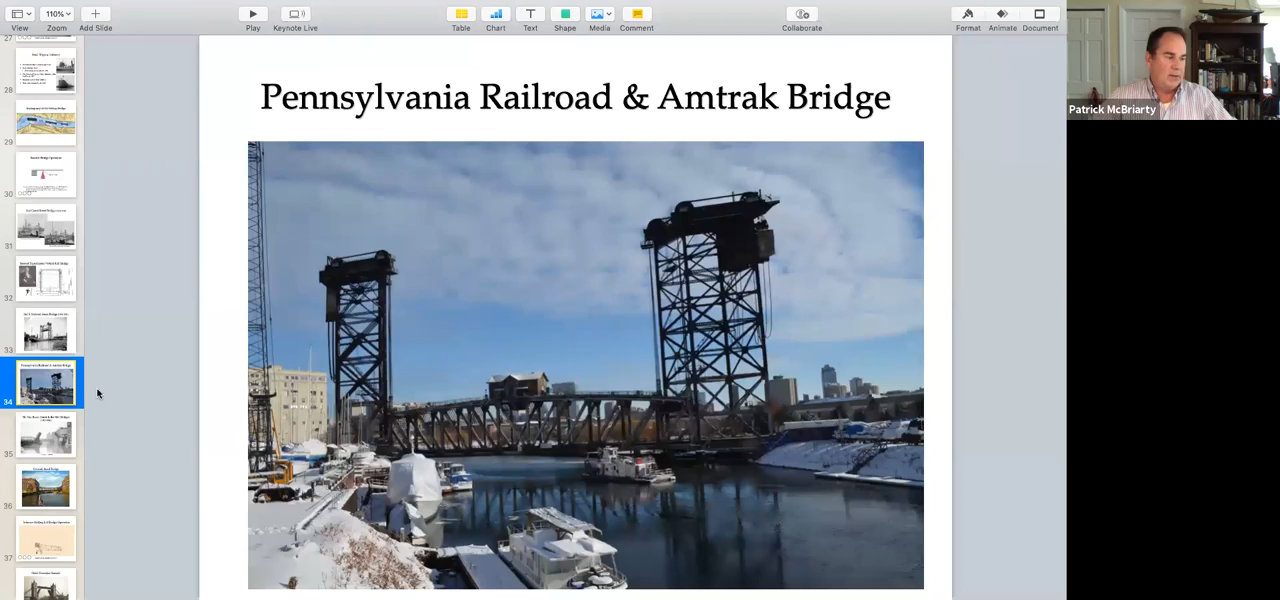 View
110%
Zoom
Add Slide
Play
Keynote Live
Table
Chart
Text
Shape
Media
Comment
Collaborate
Format
Animate
Document
Pennsylvania Railroad & Amtrak Bridge
Patrick McBriarty
27
28
29
30
31
32
33
34
35
36
37